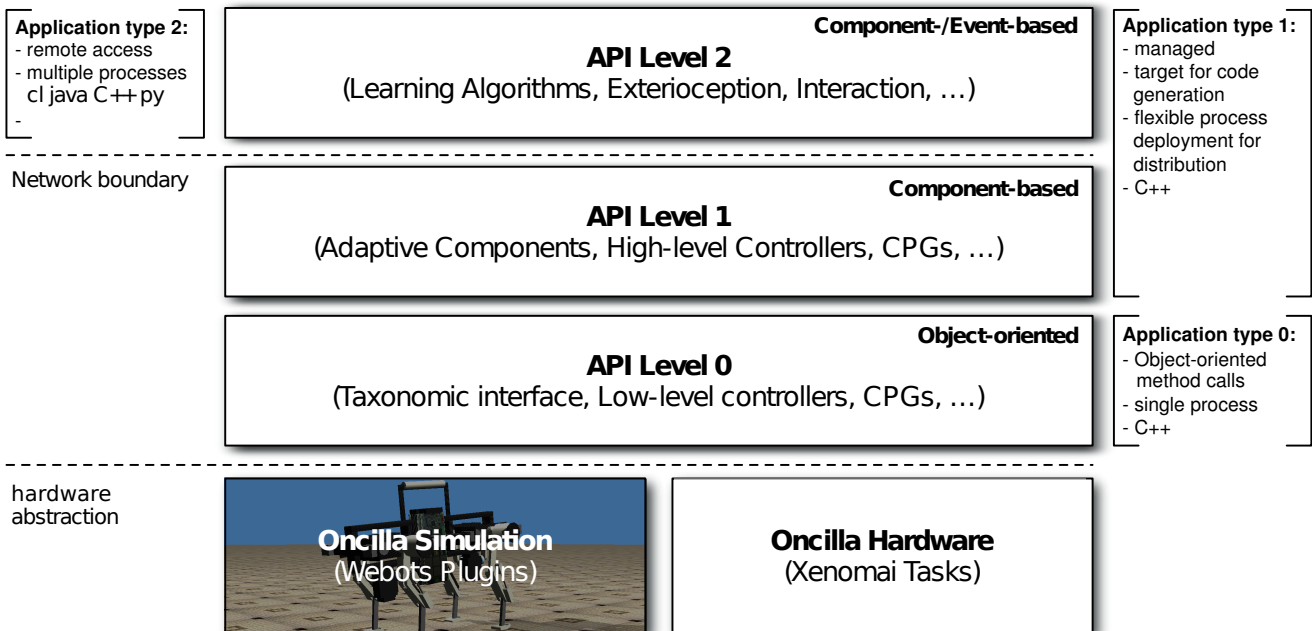 Application type 2:
- remote access
- multiple processes
cl java C++ py
-
Component-/Event-based
API Level 2
(Learning Algorithms, Exterioception, Interaction, …)
Application type 1:
- managed
- target for code
generation
- flexible process
deployment for
distribution
- C++
Network boundary
Component-based
API Level 1
(Adaptive Components, High-level Controllers, CPGs, …)
Object-oriented
API Level 0
(Taxonomic interface, Low-level controllers, CPGs, …)
Application type 0:
- Object-oriented
method calls
- single process
- C++
hardware
abstraction
Oncilla Simulation
(Webots Plugins)
Oncilla Hardware
(Xenomai Tasks)